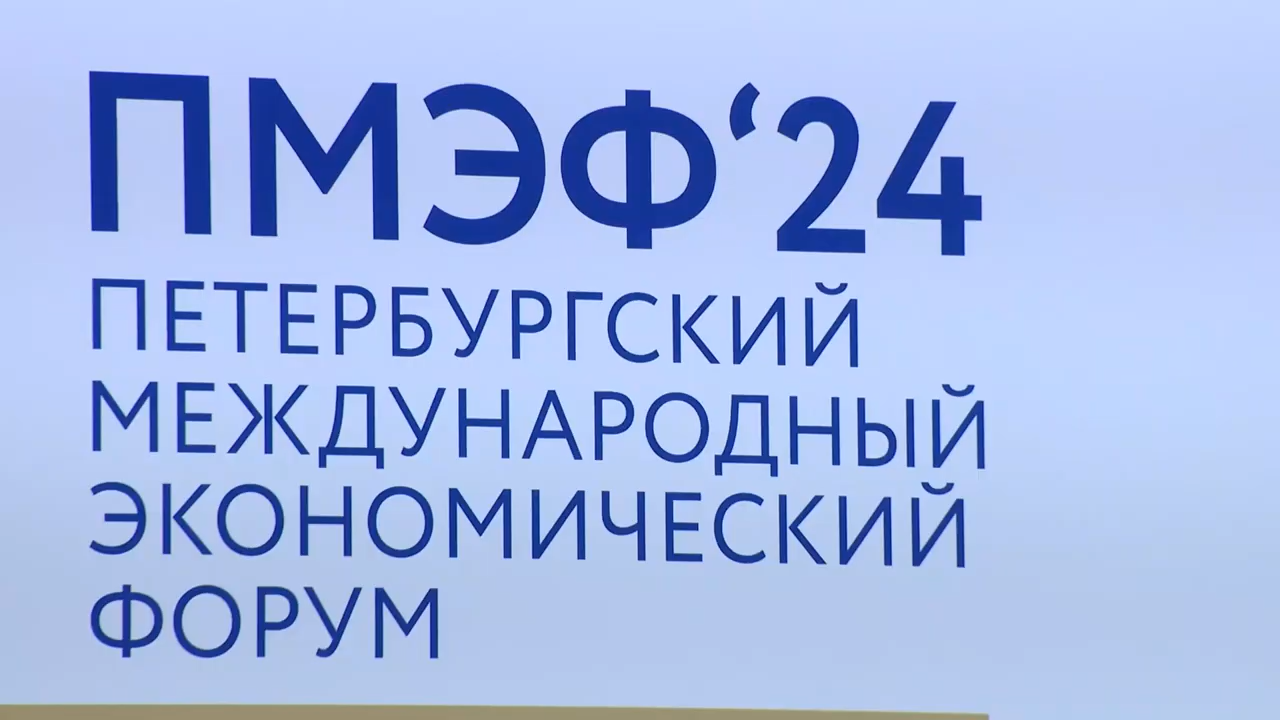 ПМЭФ‘24
ПЕТЕРБУРГСКИЙ
МЕЖДУНАРОДНЫЙ
ЭКОНОМИЧЕСКИЙ
ФОРУМ